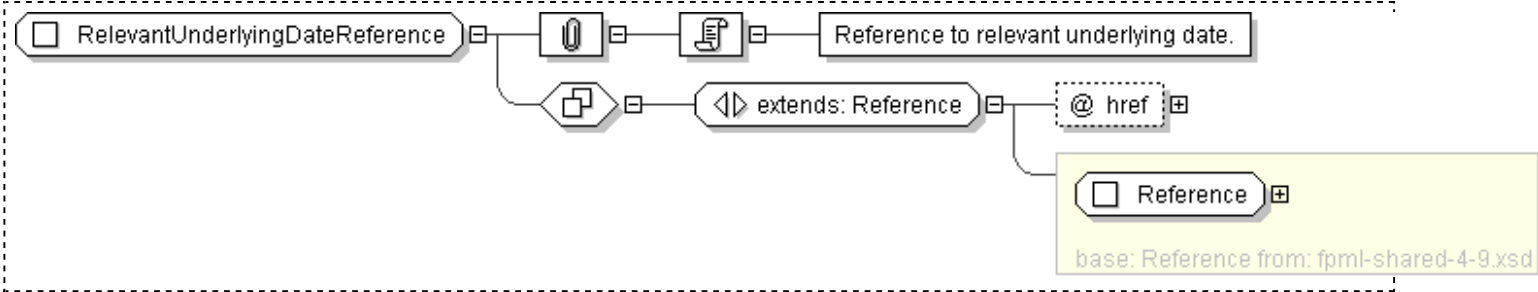 RelevantUnderlyingDateReference
Reference to relevant underlying date.
extends: Reference
@ href
Reference
base: Reference from: fpml-shared-4-9.xsd